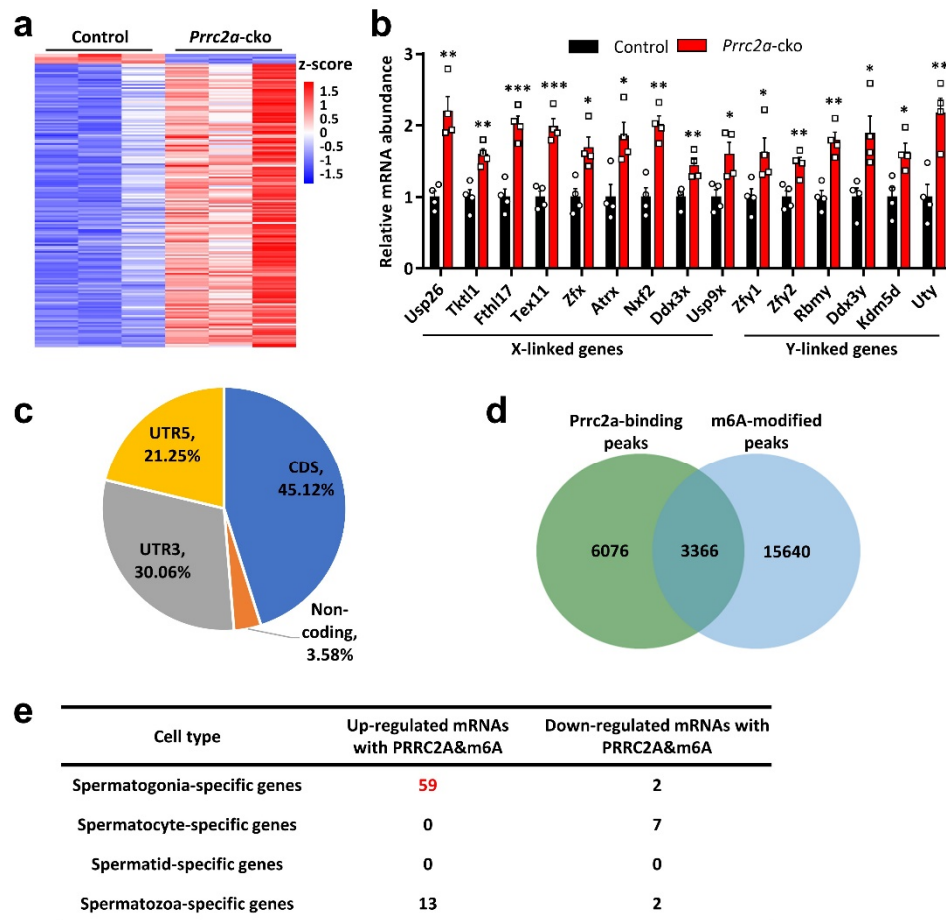 a
Control
Prrc2a-cko
z-score
1.5
1
0.5
0
-0.5
-1
-1.5
b
Control
Prrc2a-cko
Relative mRNA abundance
3
2
1
0
** ** *** *** * * ** ** * * ** ** * * **
Usp26 Tktl1 Fthl17 Tex11 Zfx Atrx Nxf2 Ddx3x Usp9x Zfy1 Zfy2 Rbmy Ddx3y Kdm5d Uty
X-linked genes
Y-linked genes
c
UTR5,
21.25%
CDS,
45.12%
UTR3,
30.06%
Non-
coding,
3.58%
d
Prrc2a-binding
peaks
m6A-modified
peaks
6076
3366
15640
e
Cell type
Up-regulated mRNAs
with PRRC2A&m6A
Down-regulated mRNAs with
PRRC2A&m6A
Spermatogonia-specific genes 59 2
Spermatocyte-specific genes 0 7
Spermatid-specific genes 0 0
Spermatozoa-specific genes 13 2